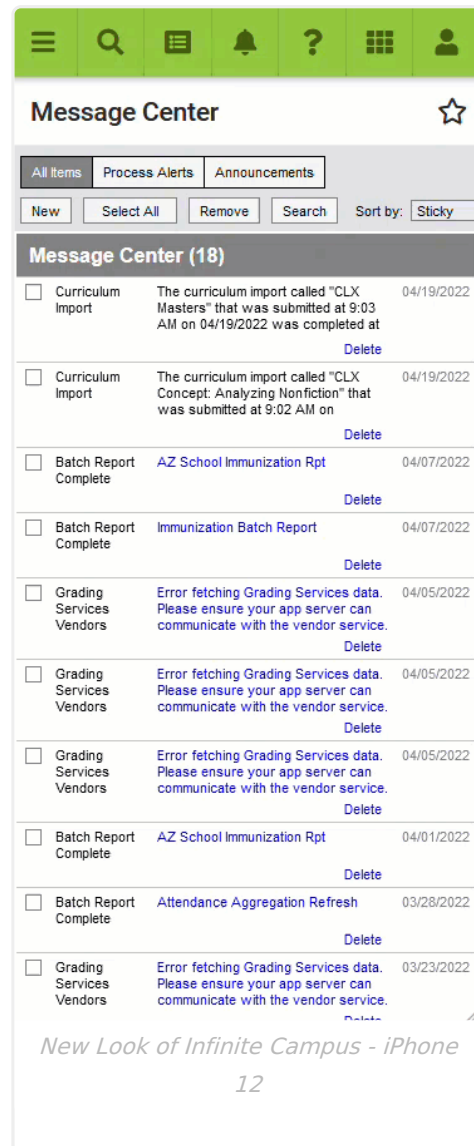 Message Center
All Items Process Alerts Announcements
New Select All Remove Search Sort by: Sticky
Message Center (18)
Curriculum Import The curriculum import called "CLX Masters" that was submitted at 9:03 AM on 04/19/2022 was completed at 04/19/2022
Delete
Curriculum Import The curriculum import called "CLX Concept: Analyzing Nonfiction" that was submitted at 9:02 AM on 04/19/2022
Delete
Batch Report Complete AZ School Immunization Rpt 04/07/2022
Delete
Batch Report Complete Immunization Batch Report 04/07/2022
Delete
Grading Services Vendors Error fetching Grading Services data. Please ensure your app server can communicate with the vendor service. 04/05/2022
Delete
Grading Services Vendors Error fetching Grading Services data. Please ensure your app server can communicate with the vendor service. 04/05/2022
Delete
Grading Services Vendors Error fetching Grading Services data. Please ensure your app server can communicate with the vendor service. 04/05/2022
Delete
Batch Report Complete AZ School Immunization Rpt 04/01/2022
Delete
Batch Report Complete Attendance Aggregation Refresh 03/28/2022
Delete
Grading Services Vendors Error fetching Grading Services data. Please ensure your app server can communicate with the vendor service. 03/23/2022
New Look of Infinite Campus - iPhone
12